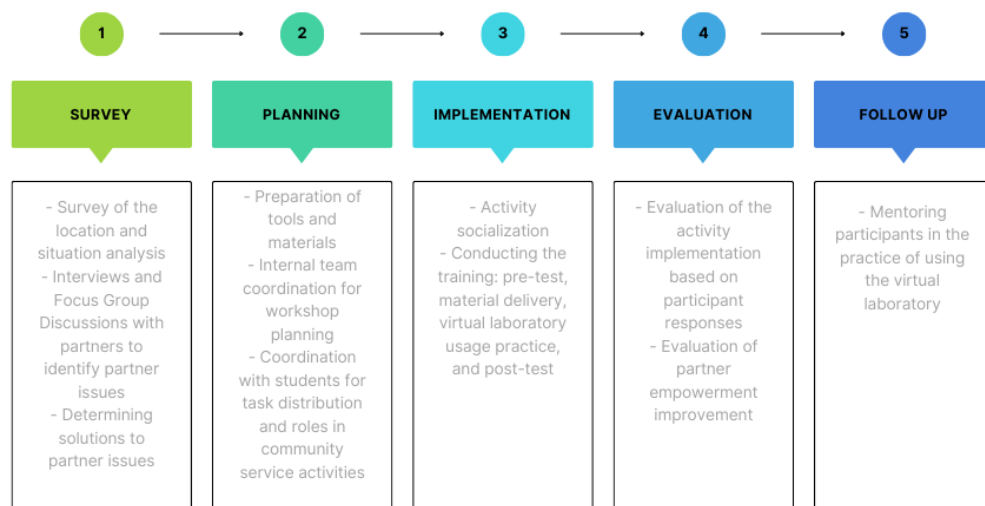 1
2
3
4
5
SURVEY
PLANNING
IMPLEMENTATION
EVALUATION
FOLLOW UP
- Survey of the
location and
situation analysis
- Interviews and
Focus Group
Discussions with
partners to
identify partner
issues
- Determining
solutions to
partner issues
- Preparation of
tools and
materials
- Internal team
coordination for
workshop
planning
- Coordination
with students for
task distribution
and roles in
community
service activities
- Activity
socialization
- Conducting the
training: pre-test,
material delivery,
virtual laboratory
usage practice,
and post-test
- Evaluation of the
activity
implementation
based on
participant
responses
- Evaluation of
partner
empowerment
improvement
- Mentoring
participants in the
practice of using
the virtual
laboratory